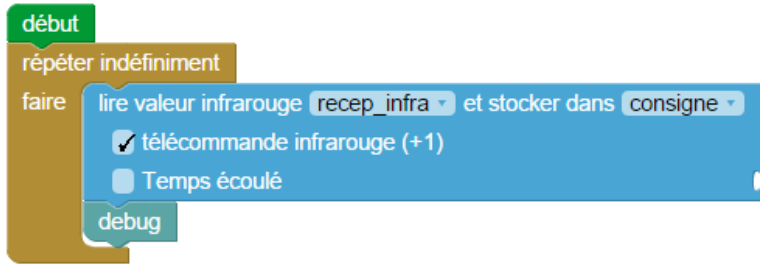 début
répéter indéfiniment
faire lire valeur infrarouge recep_infra et stocker dans consigne
télécommande infrarouge (+1)
Temps écoulé
debug